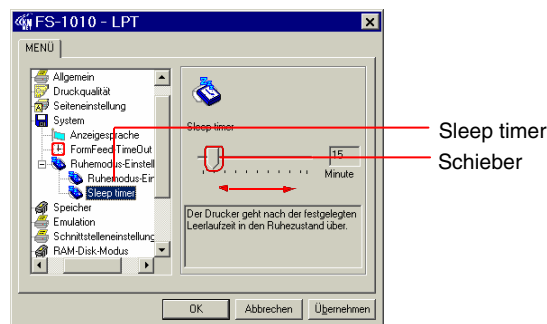 FS-1010 - LPT
MENÜ
Allgemein
Druckqualität
Seiteneinstellung
System
Anzeigesprache
FormFeed TimeOut
Ruhemodus-Einstell
Ruhemodus-Ein
Sleep timer
Speicher
Emulation
Schnittstelleneinstellung
RAM-Disk-Modus
Sleep timer
15
Minute
Der Drucker geht nach der festgelegten
Leerlaufzeit in den Ruhezustand über.
OK Abbrechen Übernehmen
Sleep timer
Schieber